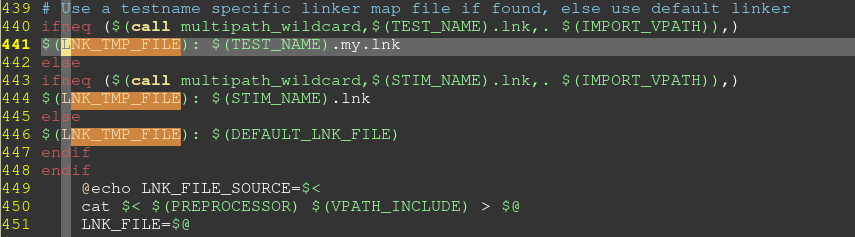 439 # Use a testname specific linker map file if found, else use default linker
440 ifneq ($(call multipath_wildcard,$(TEST_NAME).lnk,. $(IMPORT_VPATH)),)
441 $(LNK_TMP_FILE): $(TEST_NAME).my.lnk
442 else
443 ifneq ($(call multipath_wildcard,$(STIM_NAME).lnk,. $(IMPORT_VPATH)),)
444 $(LNK_TMP_FILE): $(STIM_NAME).lnk
445 else
446 $(LNK_TMP_FILE): $(DEFAULT_LNK_FILE)
447 endif
448 endif
449     @echo LNK_FILE_SOURCE=$<
450     cat $< $(PREPROCESSOR) $(VPATH_INCLUDE) > $@
451     LNK_FILE=$@